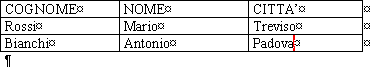 COGNOME¤ NOME¤ CITTA’¤ ¤
Rossi¤ Mario¤ Treviso¤ ¤
Bianchi¤ Antonio¤ Padova¤ ¤
¶